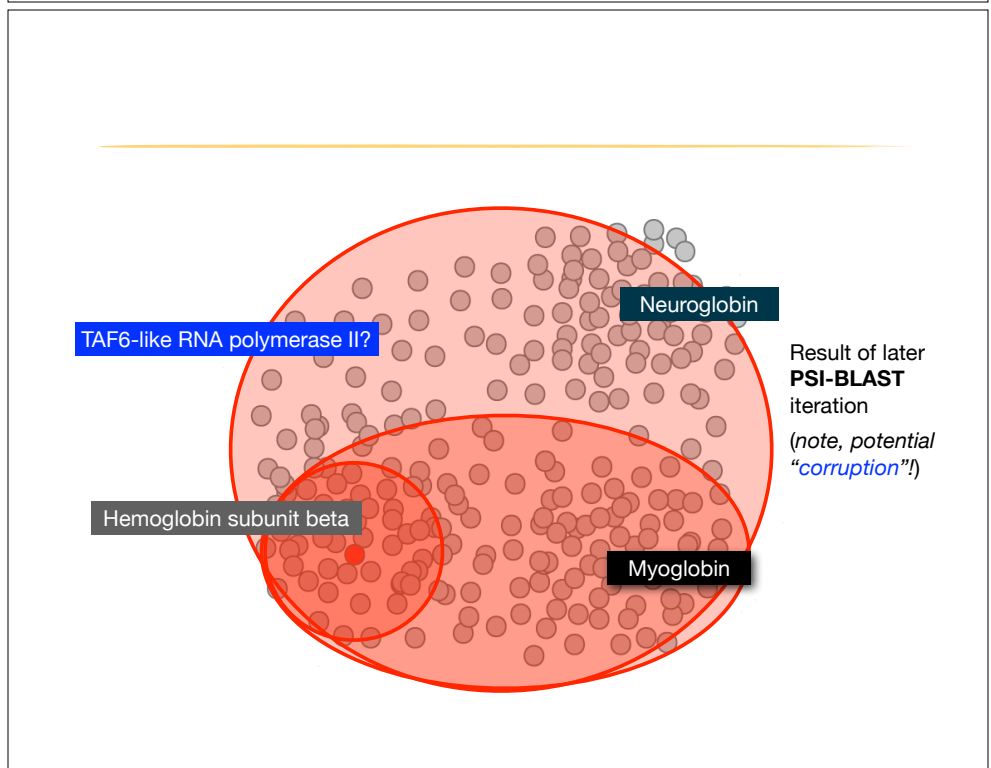 Neuroglobin
TAF6-like RNA polymerase II?
Result of later
PSI-BLAST
iteration
(note, potential
“corruption”!)
Hemoglobin subunit beta
Myoglobin